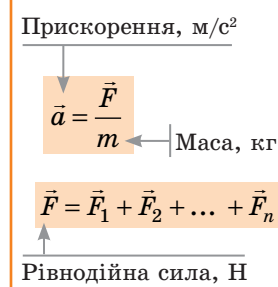 Прискорення, м/с²
a⃗ = F⃗/m
Маса, кг
F⃗ = F⃗₁ + F⃗₂ + ... + F⃗ₙ
Рівнодійна сила, Н